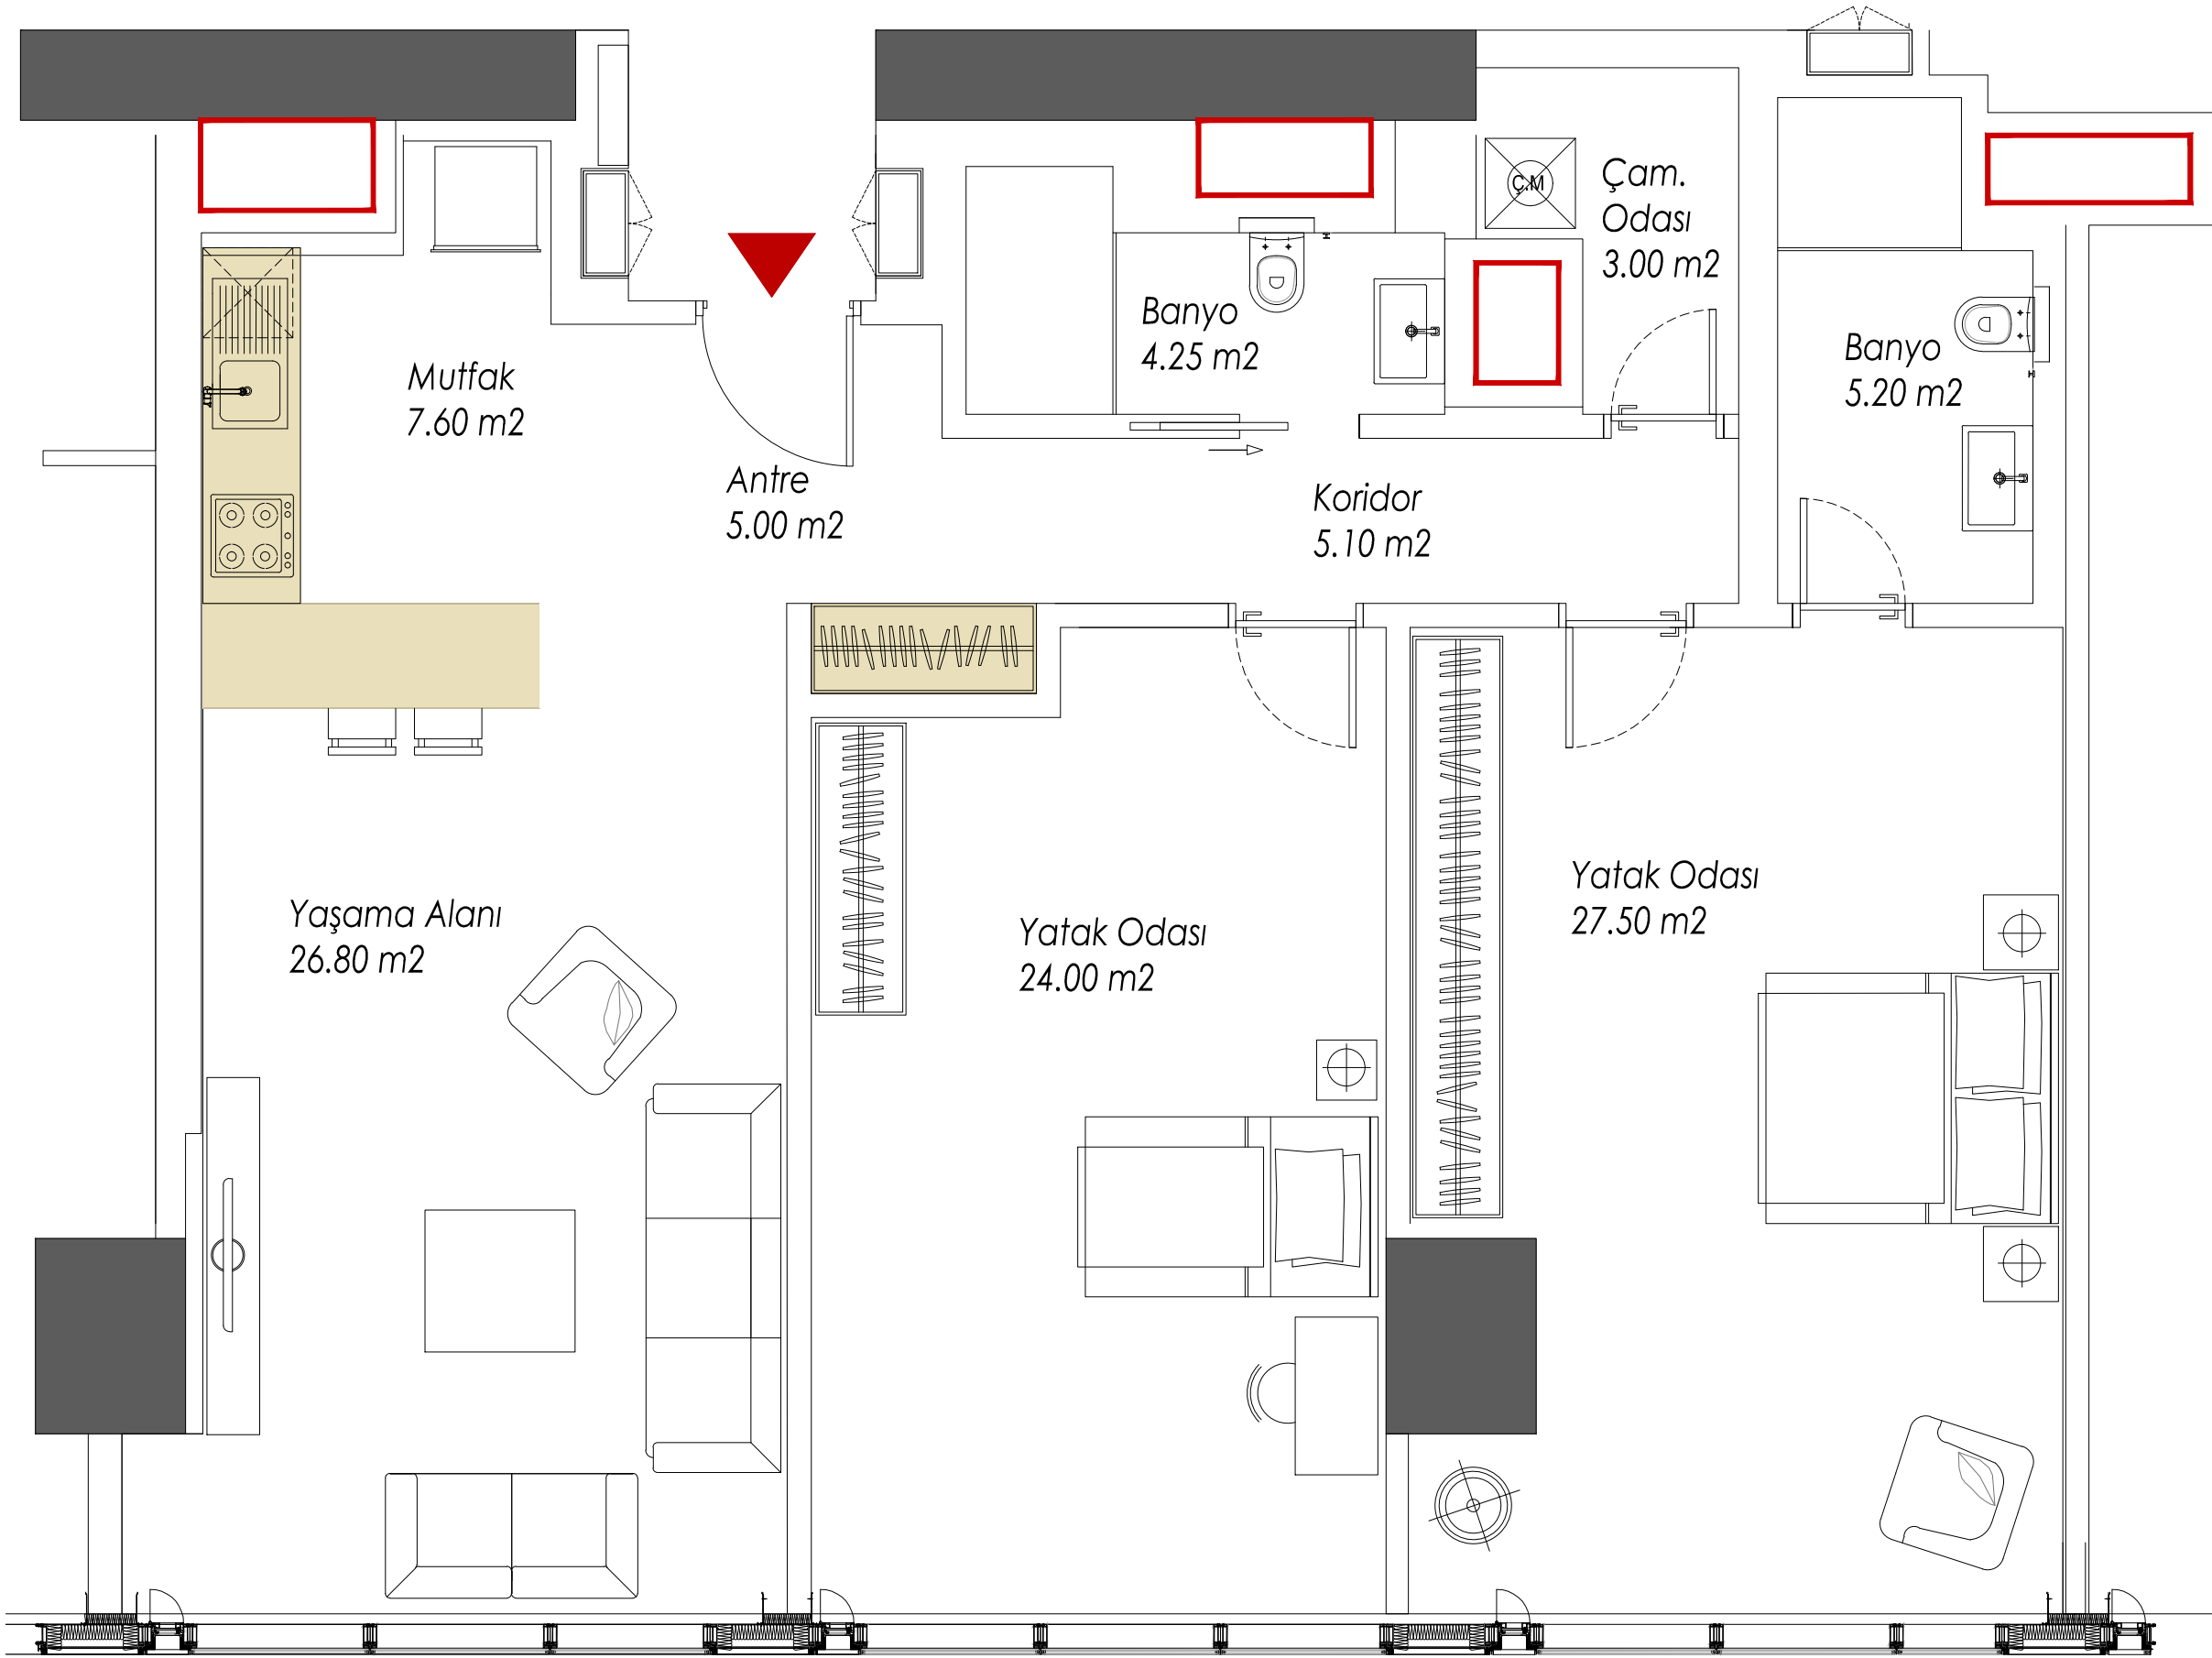 Ç.M
Çam.
Odası
3.00 m2
Banyo
4.25 m2
Banyo
5.20 m2
Mutfak
7.60 m2
Antre
5.00 m2
Koridor
5.10 m2
Yaşama Alanı
26.80 m2
Yatak Odası
24.00 m2
Yatak Odası
27.50 m2